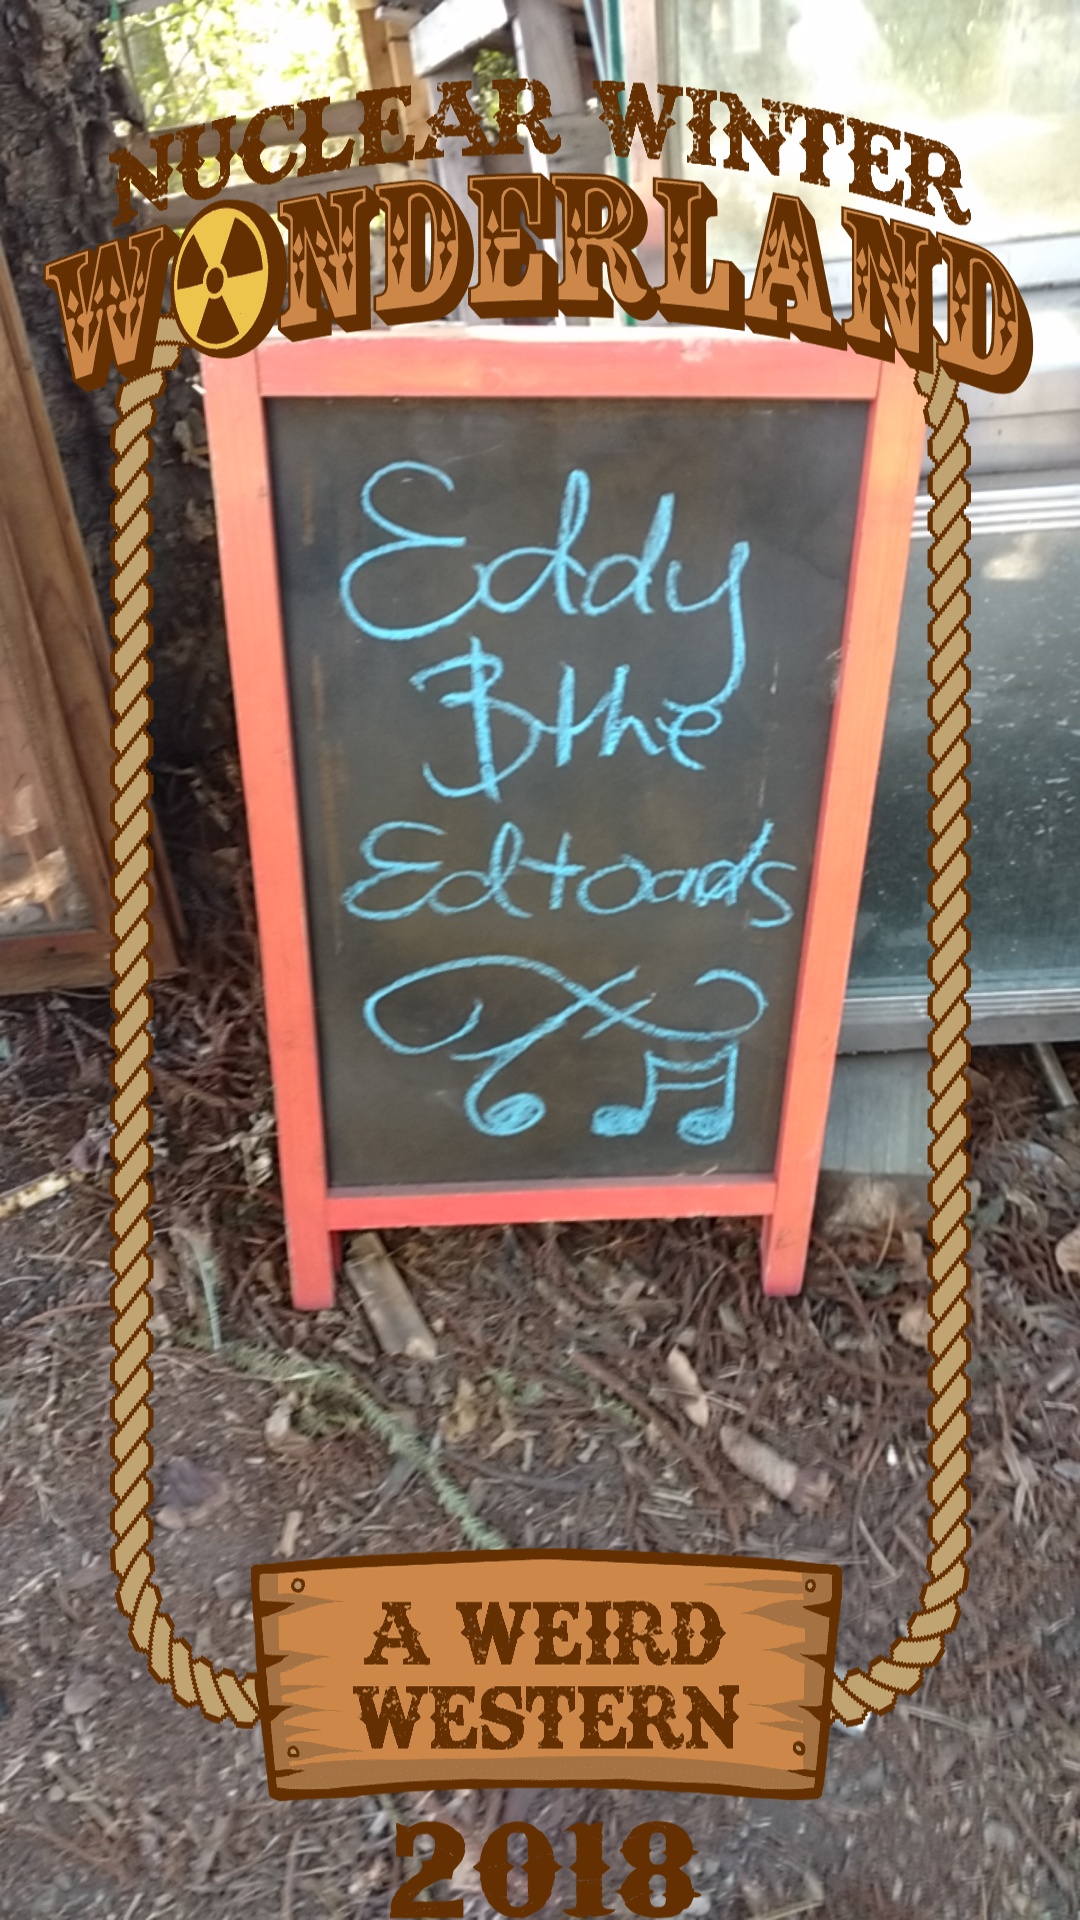 NUCLEAR WINTER
WONDERLAND
Eddy
B the
Edtoads
A WEIRD
WESTERN
2018